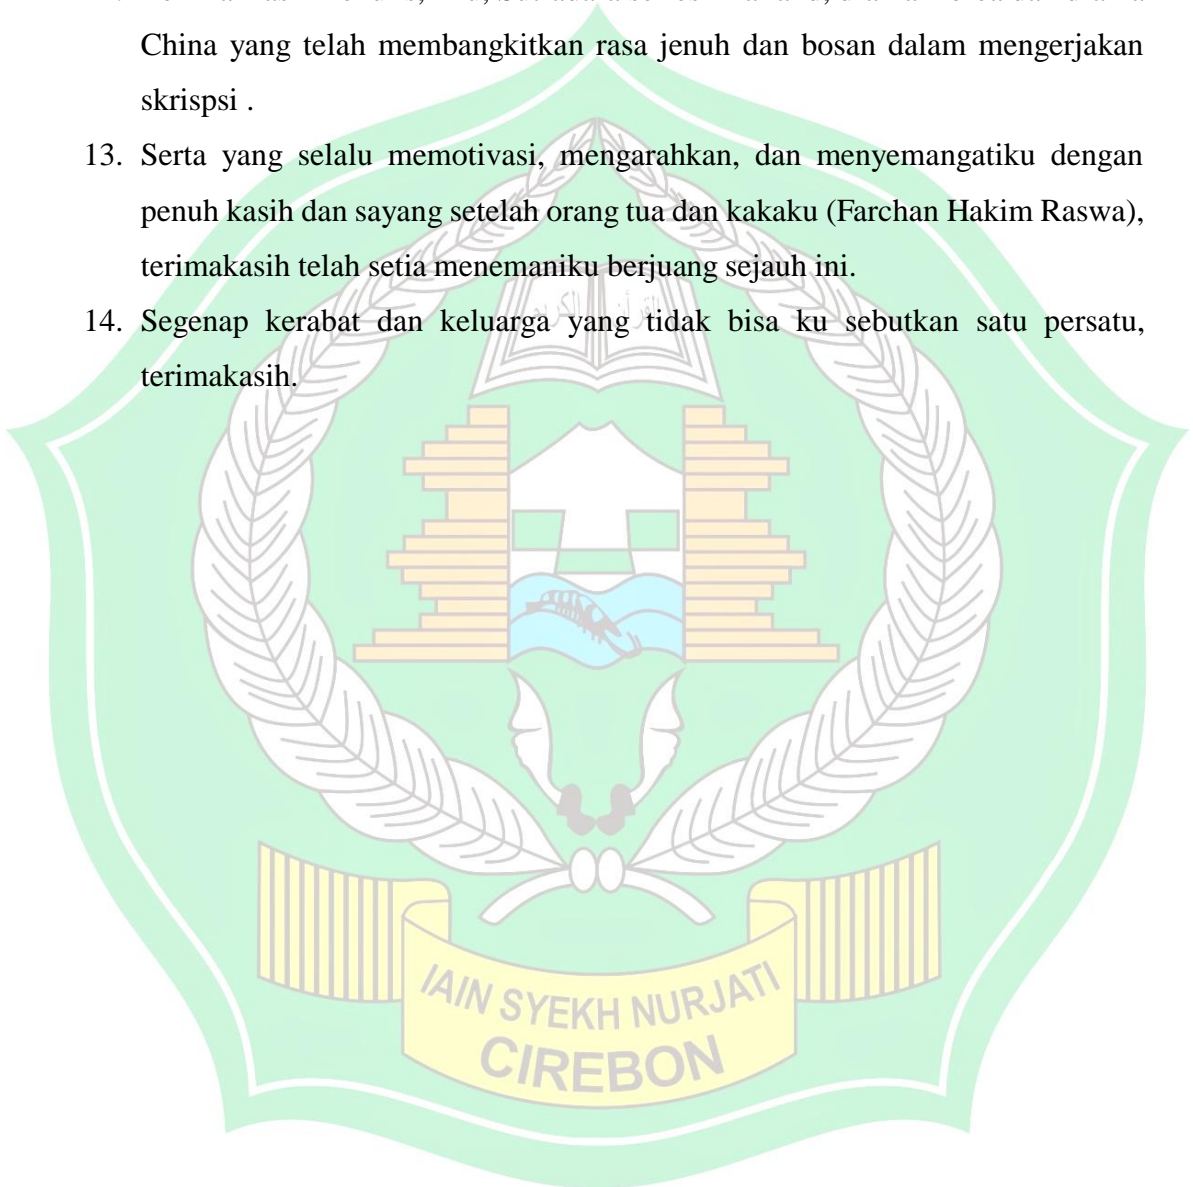 China yang telah membangkitkan rasa jenuh dan bosan dalam mengerjakan
skrispsi .
13. Serta yang selalu memotivasi, mengarahkan, dan menyemangatiku dengan
penuh kasih dan sayang setelah orang tua dan kakaku (Farchan Hakim Raswa),
terimakasih telah setia menemaniku berjuang sejauh ini.
14. Segenap kerabat dan keluarga yang tidak bisa ku sebutkan satu persatu,
terimakasih.
IAIN SYEKH NURJATI
CIREBON